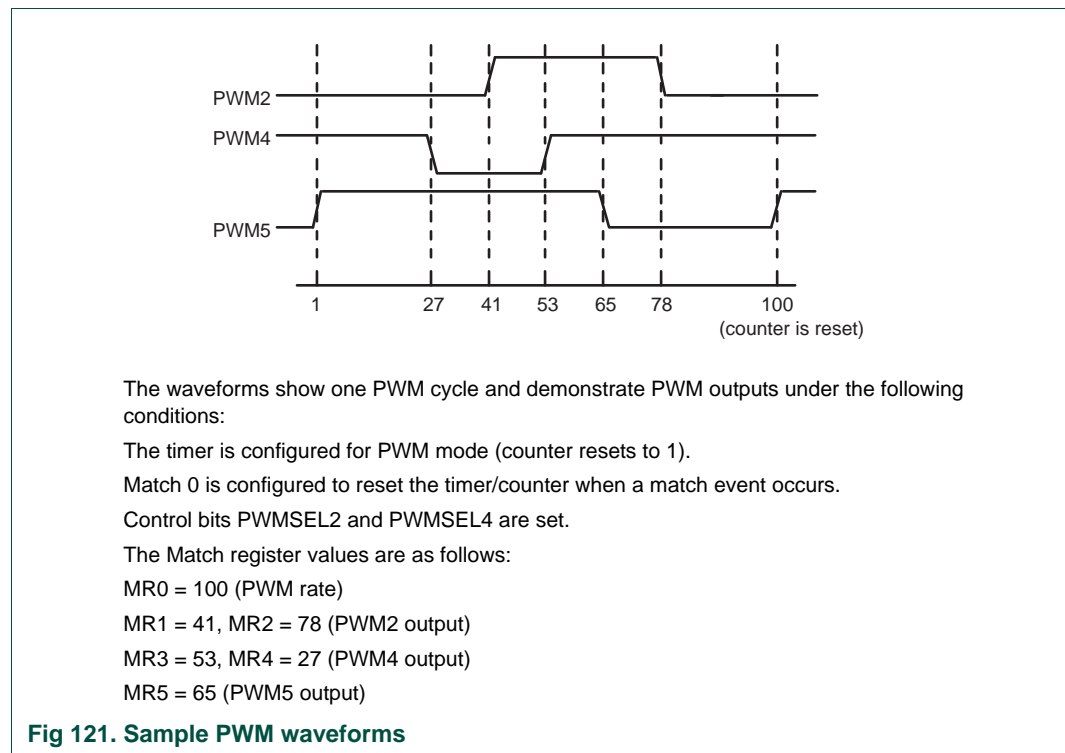 PWM2
PWM4
PWM5
1 27 41 53 65 78 100
(counter is reset)
The waveforms show one PWM cycle and demonstrate PWM outputs under the following
conditions:
The timer is configured for PWM mode (counter resets to 1).
Match 0 is configured to reset the timer/counter when a match event occurs.
Control bits PWMSEL2 and PWMSEL4 are set.
The Match register values are as follows:
MR0 = 100 (PWM rate)
MR1 = 41, MR2 = 78 (PWM2 output)
MR3 = 53, MR4 = 27 (PWM4 output)
MR5 = 65 (PWM5 output)
Fig 121. Sample PWM waveforms